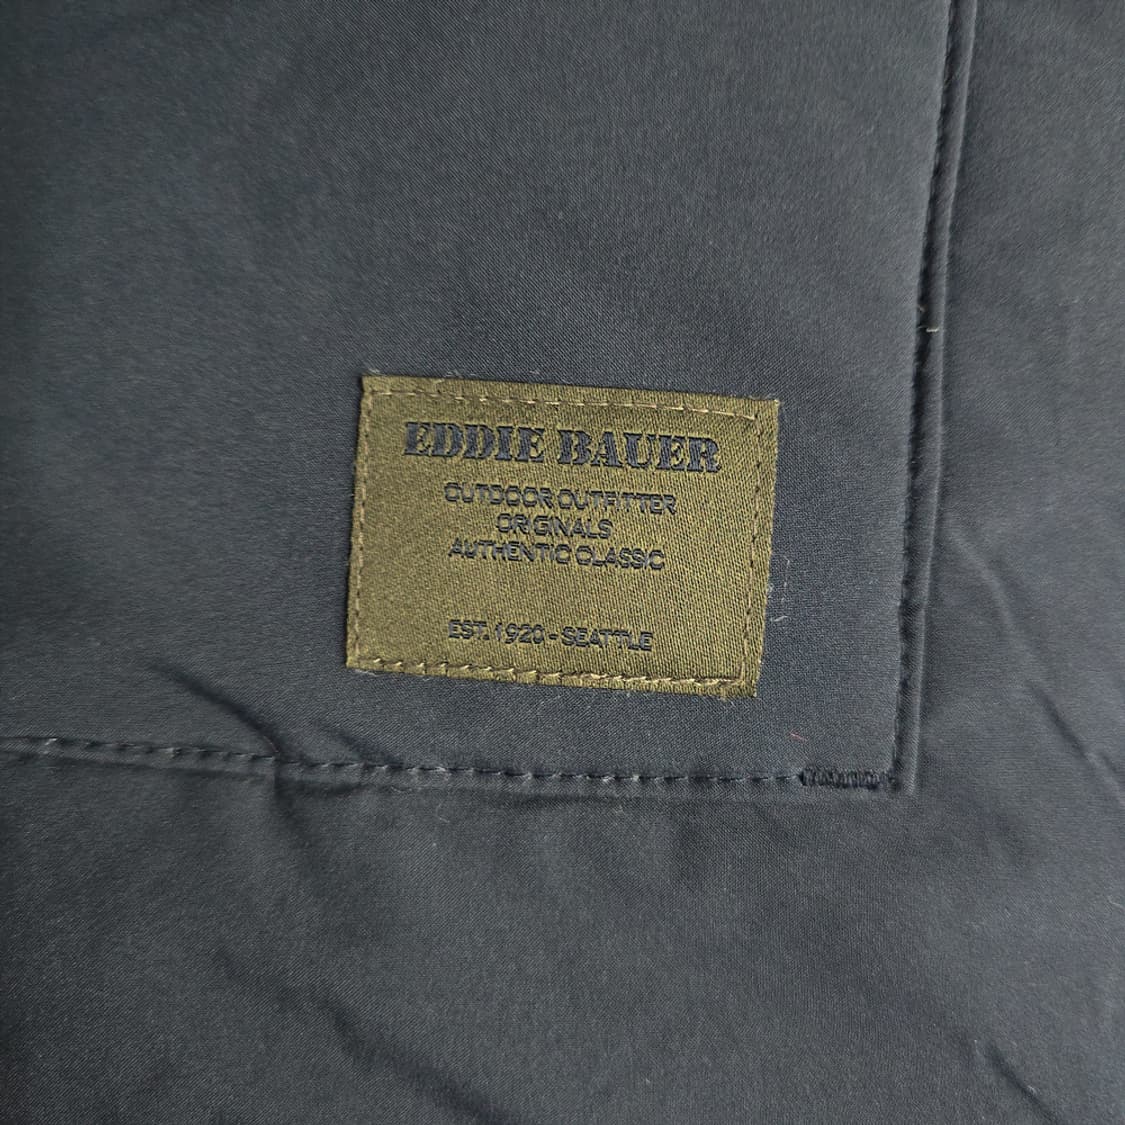 EDDIE BAUER
OUTDOOR OUTFITTER
ORIGINALS
AUTHENTIC CLASSIC
EST. 1920 - SEATTLE